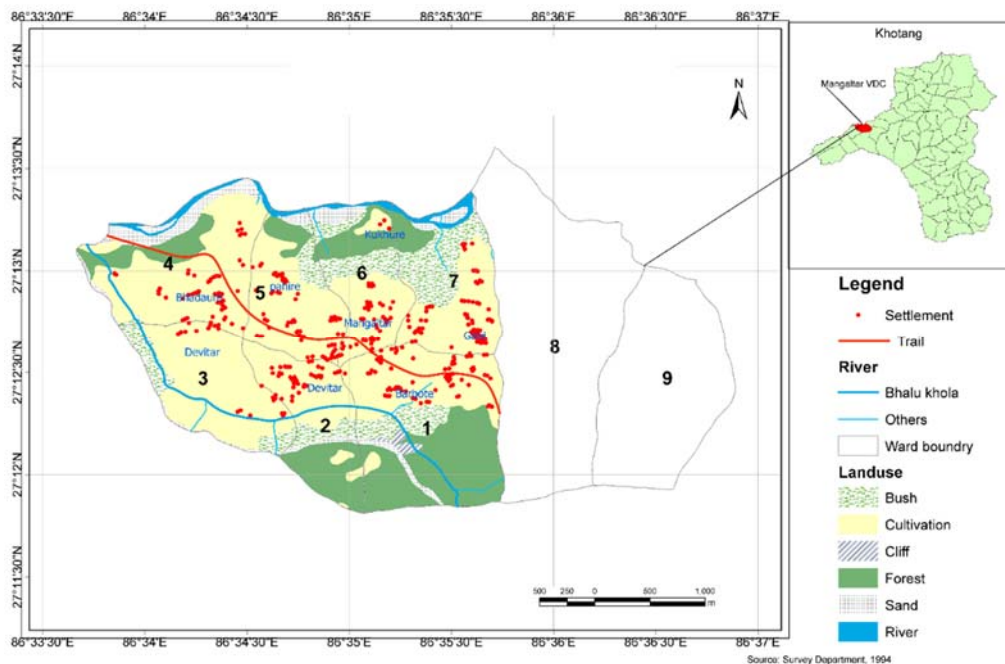 86°33'30"E 86°34'E 86°34'30"E 86°35'E 86°35'30"E 86°36'E 86°36'30"E 86°37'E
27°14'N
27°13'30"N
27°13'N
27°12'30"N
27°12'N
27°11'30"N
N
Kukhure
4
5
panire
6
7
Mangaltar
Devitar
3
Devitar
Barbote
2
1
8
9
500 250 0 500 1,000
m
86°33'30"E 86°34'E 86°34'30"E 86°35'E 86°35'30"E 86°36'E 86°36'30"E 86°37'E
Khotang
Mangaltar VDC
Legend
Settlement
Trail
River
Bhalu khola
Others
Ward boundry
Landuse
Bush
Cultivation
Cliff
Forest
Sand
River
Source: Survey Department, 1994